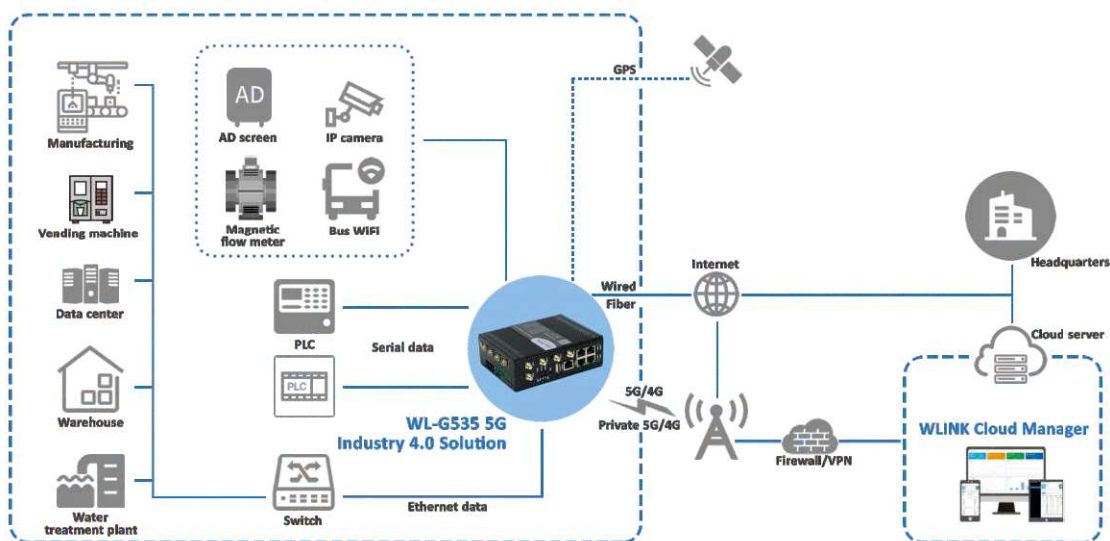 GPS
AD
AD screen
IP camera
Manufacturing
Magnetic
flow meter
Bus WiFi
Vending machine
Internet
Headquarters
Wired
Fiber
Data center
PLC
Serial data
Cloud server
PLC
5G/4G
Private 5G/4G
Warehouse
WL-G535 5G
Industry 4.0 Solution
WLINK Cloud Manager
Firewall/VPN
Switch
Ethernet data
Water
treatment plant